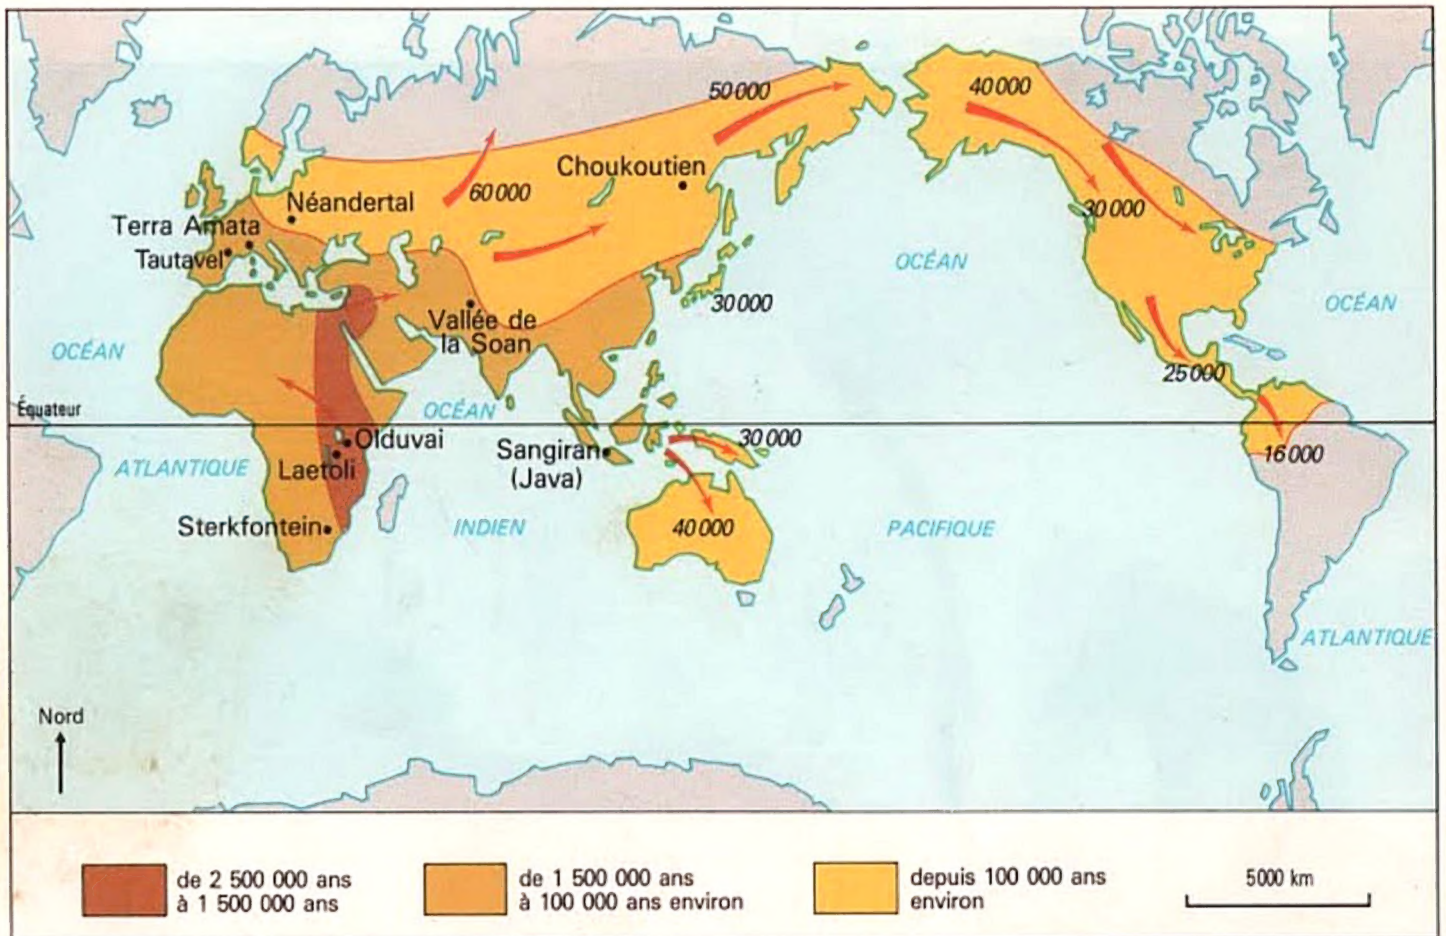 50 000
40 000
Choukoutien
60 000
Néandertal
30 000
Terra Amata
Tautavel
OCÉAN
30 000
OCÉAN
Vallée de
la Soan
OCÉAN
25 000
Équateur
OCÉAN
Olduvai
30 000
Sangiran
(Java)
16 000
ATLANTIQUE
Laetoli
Sterkfontein
INDIEN
40 000
PACIFIQUE
ATLANTIQUE
Nord
de 2 500 000 ans
à 1 500 000 ans
de 1 500 000 ans
à 100 000 ans environ
depuis 100 000 ans
environ
5000 km